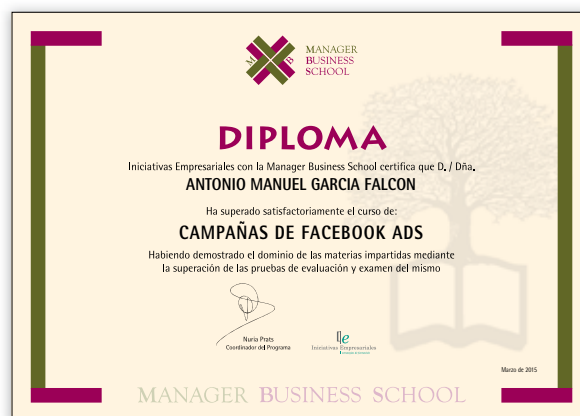 M B
MANAGER
BUSINESS
SCHOOL
DIPLOMA
Iniciativas Empresariales con la Manager Business School certifica que D. / Dña.
ANTONIO MANUEL GARCIA FALCON
Ha superado satisfactoriamente el curso de:
CAMPAÑAS DE FACEBOOK ADS
Habiendo demostrado el dominio de las materias impartidas mediante
la superación de las pruebas de evaluación y examen del mismo
Nuria Prats
Coordinador del Programa
Ile
Iniciativas Empresariales
Marzo de 2015
MANAGER BUSINESS SCHOOL